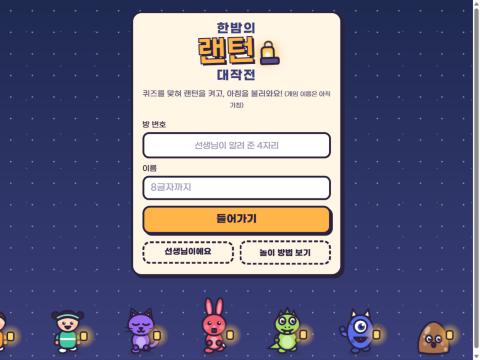 한밤의
랜턴
대작전
퀴즈를 맞혀 랜턴을 켜고, 아침을 불러와요! (게임 이름은 아직
가칭)
방 번호
선생님이 알려 준 4자리
이름
8글자까지
들어가기
선생님이에요
놀이 방법 보기